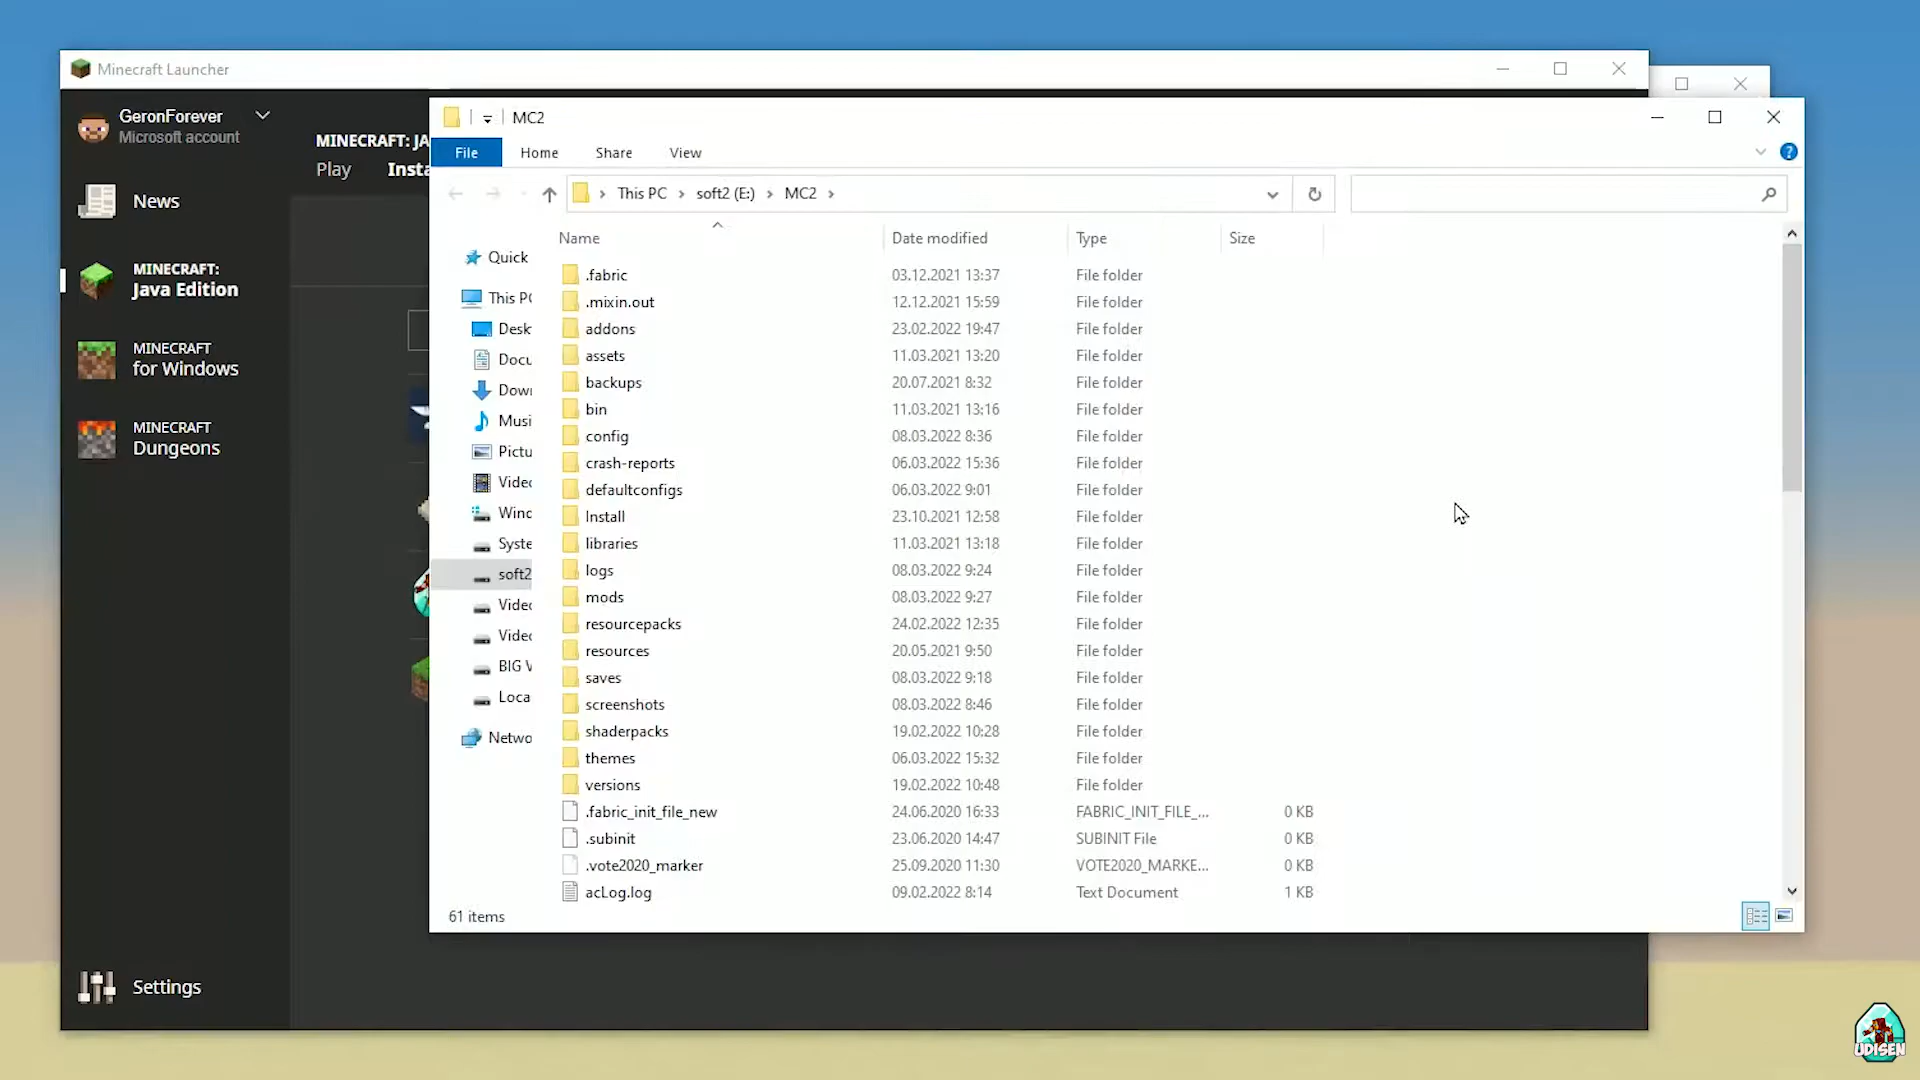 Minecraft Launcher
GeronForever
Microsoft account
News
MINECRAFT:
Java Edition
MINECRAFT
for Windows
MINECRAFT
Dungeons
Settings
MINECRAFT: JA
Play Insta
MC2
File Home Share View
This PC soft2 (E:) MC2
Quick
This PC
Desk
Docu
Down
Musi
Pictu
Videc
Winc
Syste
soft2
Videc
Videc
BIG V
Loca
Netwo
Name Date modified Type Size
.fabric 03.12.2021 13:37 File folder
.mixin.out 12.12.2021 15:59 File folder
addons 23.02.2022 19:47 File folder
assets 11.03.2021 13:20 File folder
backups 20.07.2021 8:32 File folder
bin 11.03.2021 13:16 File folder
config 08.03.2022 8:36 File folder
crash-reports 06.03.2022 15:36 File folder
defaultconfigs 06.03.2022 9:01 File folder
Install 23.10.2021 12:58 File folder
libraries 11.03.2021 13:18 File folder
logs 08.03.2022 9:24 File folder
mods 08.03.2022 9:27 File folder
resourcepacks 24.02.2022 12:35 File folder
resources 20.05.2021 9:50 File folder
saves 08.03.2022 9:18 File folder
screenshots 08.03.2022 8:46 File folder
shaderpacks 19.02.2022 10:28 File folder
themes 06.03.2022 15:32 File folder
versions 19.02.2022 10:48 File folder
.fabric_init_file_new 24.06.2020 16:33 FABRIC_INIT_FILE_... 0 KB
.subinit 23.06.2020 14:47 SUBINIT File 0 KB
.vote2020_marker 25.09.2020 11:30 VOTE2020_MARKE... 0 KB
acLog.log 09.02.2022 8:14 Text Document 1 KB
61 items
UDISEN